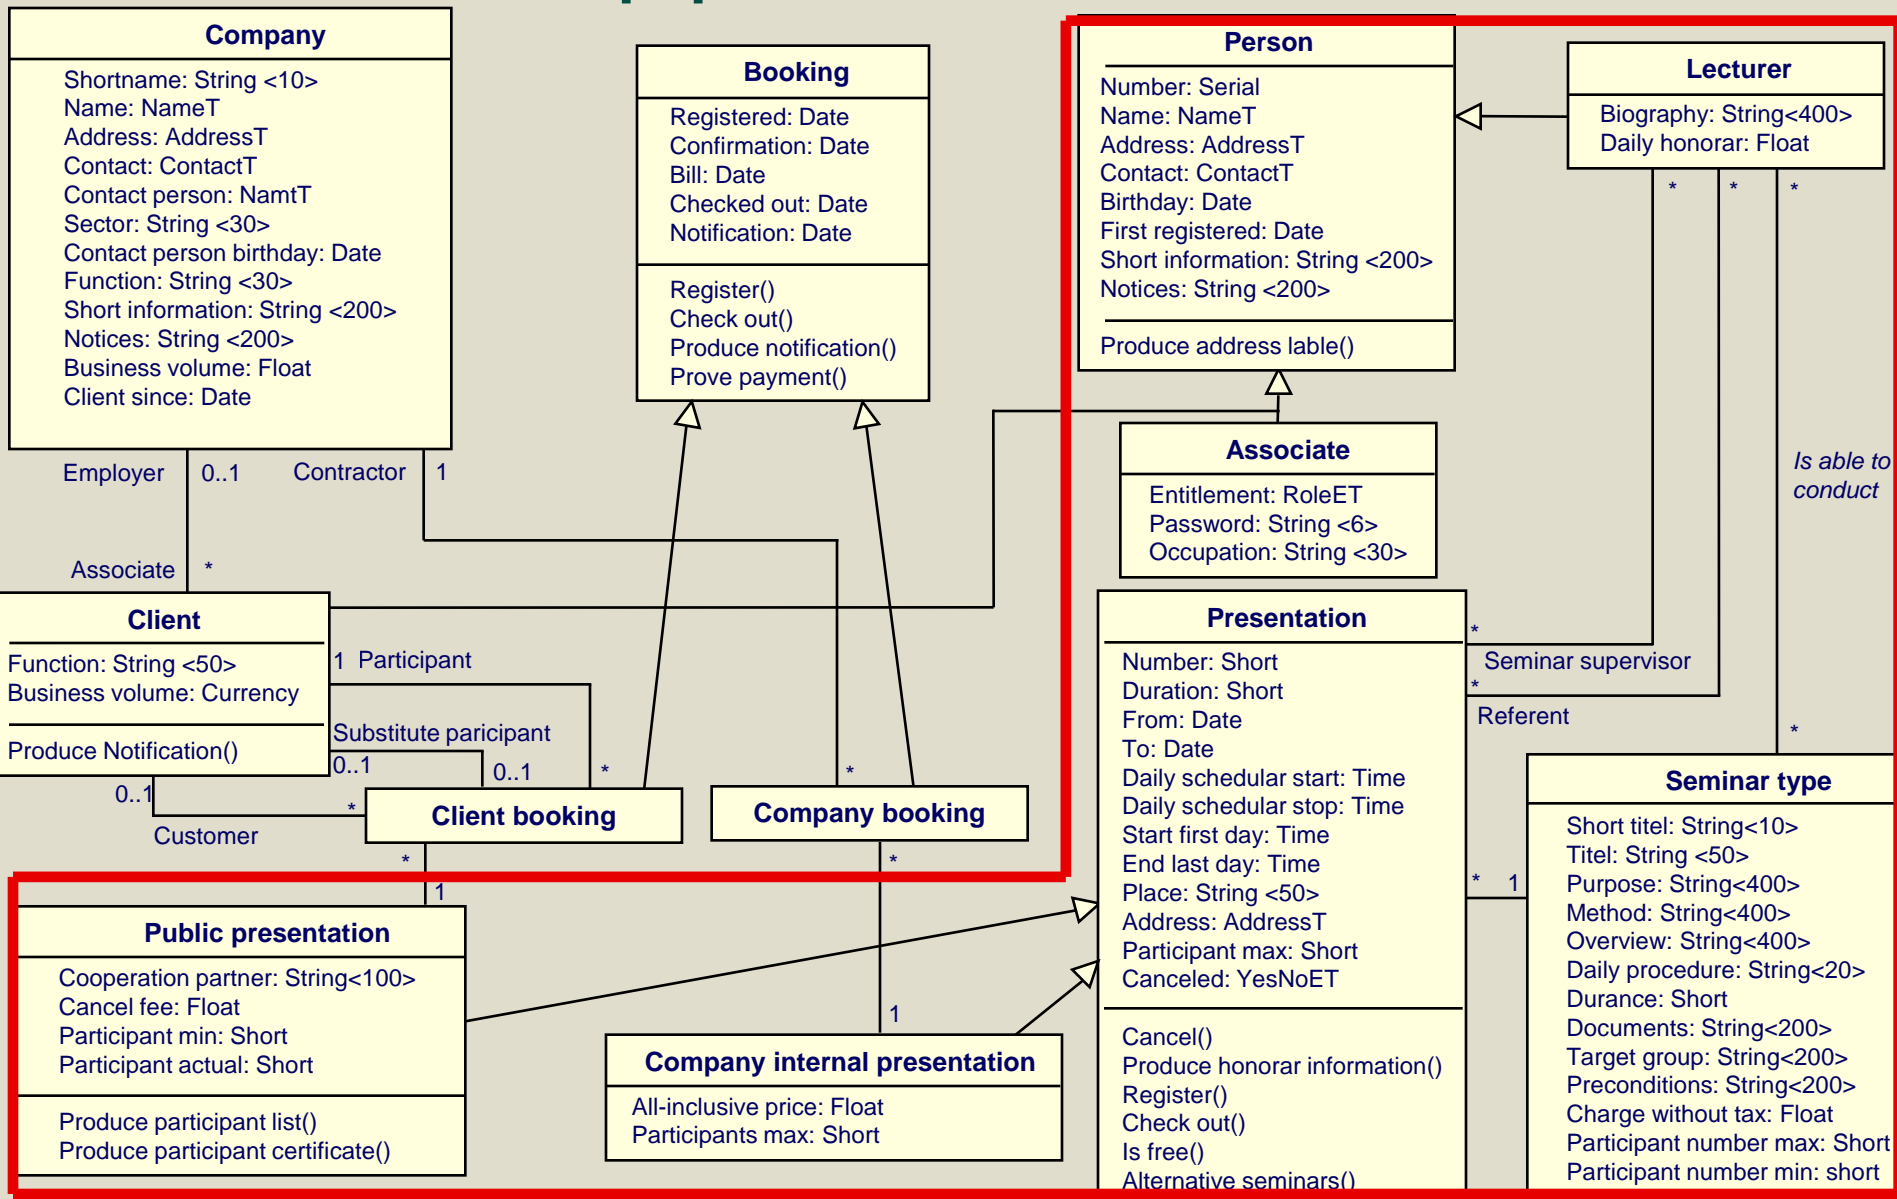 Company
Shortname: String <10>
Name: NameT
Address: AddressT
Contact: ContactT
Contact person: NamtT
Sector: String <30>
Contact person birthday: Date
Function: String <30>
Short information: String <200>
Notices: String <200>
Business volume: Float
Client since: Date
Booking
Registered: Date
Confirmation: Date
Bill: Date
Checked out: Date
Notification: Date
Register()
Check out()
Produce notification()
Prove payment()
Person
Number: Serial
Name: NameT
Address: AddressT
Contact: ContactT
Birthday: Date
First registered: Date
Short information: String <200>
Notices: String <200>
Produce address lable()
Lecturer
Biography: String<400>
Daily honorar: Float
* * *
Employer 0..1 Contractor 1
Associate
Entitlement: RoleET
Password: String <6>
Occupation: String <30>
Is able to
conduct
Associate *
Client
Function: String <50>
Business volume: Currency
Produce Notification()
1 Participant
Substitute paricipant
0..1 0..1 * *
0..1 *
Customer
Client booking
Company booking
* *
1
Presentation
Number: Short
Duration: Short
From: Date
To: Date
Daily schedular start: Time
Daily schedular stop: Time
Start first day: Time
End last day: Time
Place: String <50>
Address: AddressT
Participant max: Short
Canceled: YesNoET
Cancel()
Produce honorar information()
Register()
Check out()
Is free()
Alternative seminars()
*
Seminar supervisor
*
Referent
*
* 1
Seminar type
Short titel: String<10>
Titel: String <50>
Purpose: String<400>
Method: String<400>
Overview: String<400>
Daily procedure: String<20>
Durance: Short
Documents: String<200>
Target group: String<200>
Preconditions: String<200>
Charge without tax: Float
Participant number max: Short
Participant number min: short
Public presentation
Cooperation partner: String<100>
Cancel fee: Float
Participant min: Short
Participant actual: Short
Produce participant list()
Produce participant certificate()
1
Company internal presentation
All-inclusive price: Float
Participants max: Short